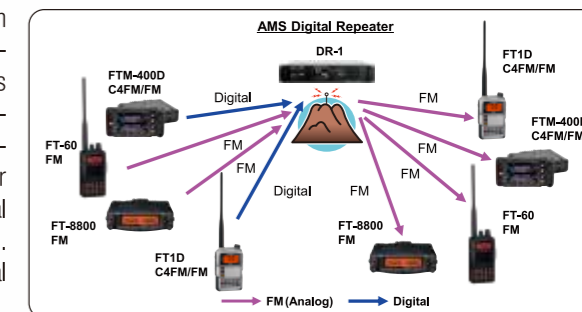 AMS Digital Repeater
DR-1
FTM-400D
C4FM/FM
Digital
FM
FT1D
C4FM/FM
FTM-400D
C4FM/FM
FT-60
FM
FM
FM
FM
FM
FM
Digital
FM
FT-60
FM
FT-8800
FM
FT-8800
FM
FT1D
C4FM/FM
FM (Analog)
Digital